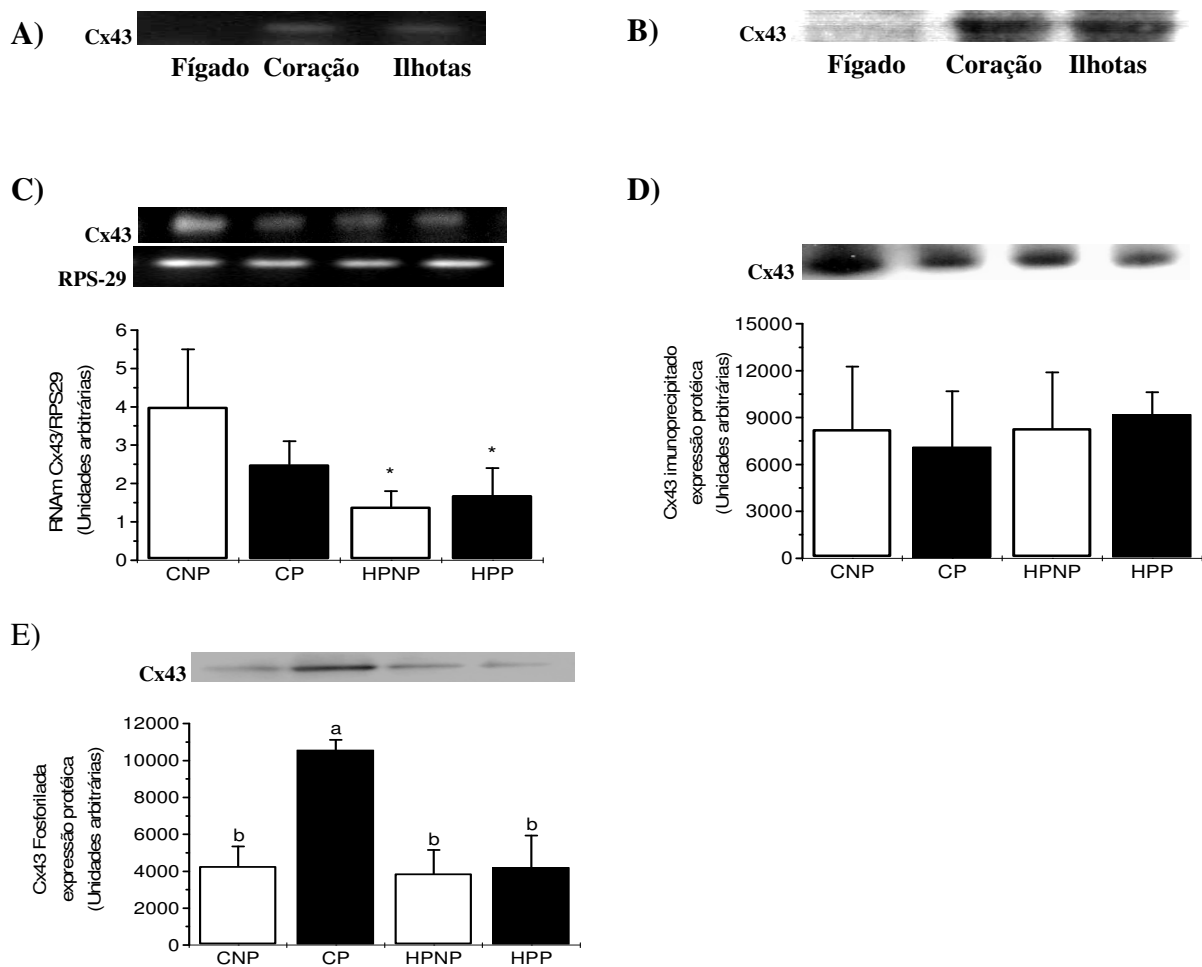 A)
Cx43
Fígado Coração Ilhotas
B)
Cx43
Fígado Coração Ilhotas
C)
Cx43
RPS-29
RNAm Cx43/RPS29
(Unidades arbitrárias)
6
5
4
3
2
1
0
*
*
CNP CP HPNP HPP
D)
Cx43
Cx43 imunoprecipitado
expressão protéica
(Unidades arbitrárias)
15000
12000
9000
6000
3000
0
CNP CP HPNP HPP
E)
Cx43
Cx43 Fosforilada
expressão protéica
(Unidades arbitrárias)
12000
10000
8000
6000
4000
2000
0
b
a
b
b
CNP CP HPNP HPP